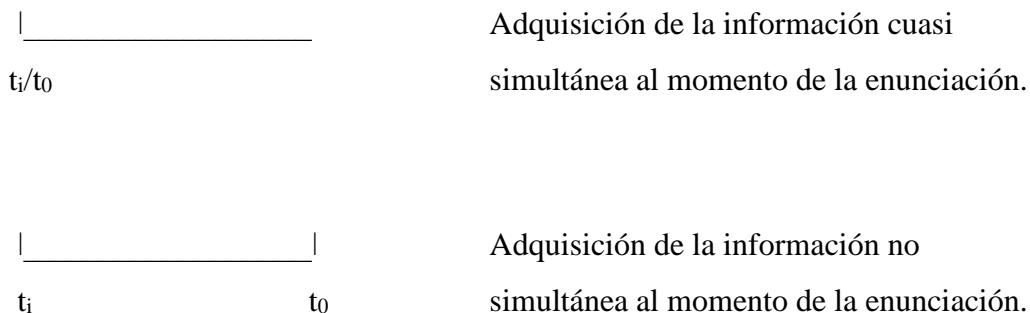 Adquisición de la información cuasi
tᵢ/t₀ simultánea al momento de la enunciación.
Adquisición de la información no
tᵢ t₀ simultánea al momento de la enunciación.